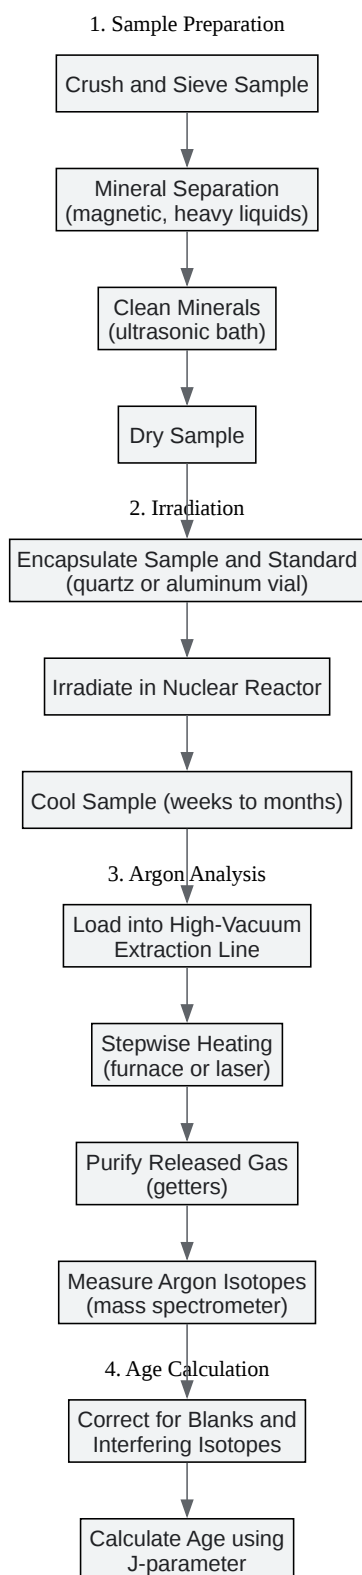 1. Sample Preparation
Crush and Sieve Sample
Mineral Separation
(magnetic, heavy liquids)
Clean Minerals
(ultrasonic bath)
Dry Sample
2. Irradiation
Encapsulate Sample and Standard
(quartz or aluminum vial)
Irradiate in Nuclear Reactor
Cool Sample (weeks to months)
3. Argon Analysis
Load into High-Vacuum
Extraction Line
Stepwise Heating
(furnace or laser)
Purify Released Gas
(getters)
Measure Argon Isotopes
(mass spectrometer)
4. Age Calculation
Correct for Blanks and
Interfering Isotopes
Calculate Age using
J-parameter